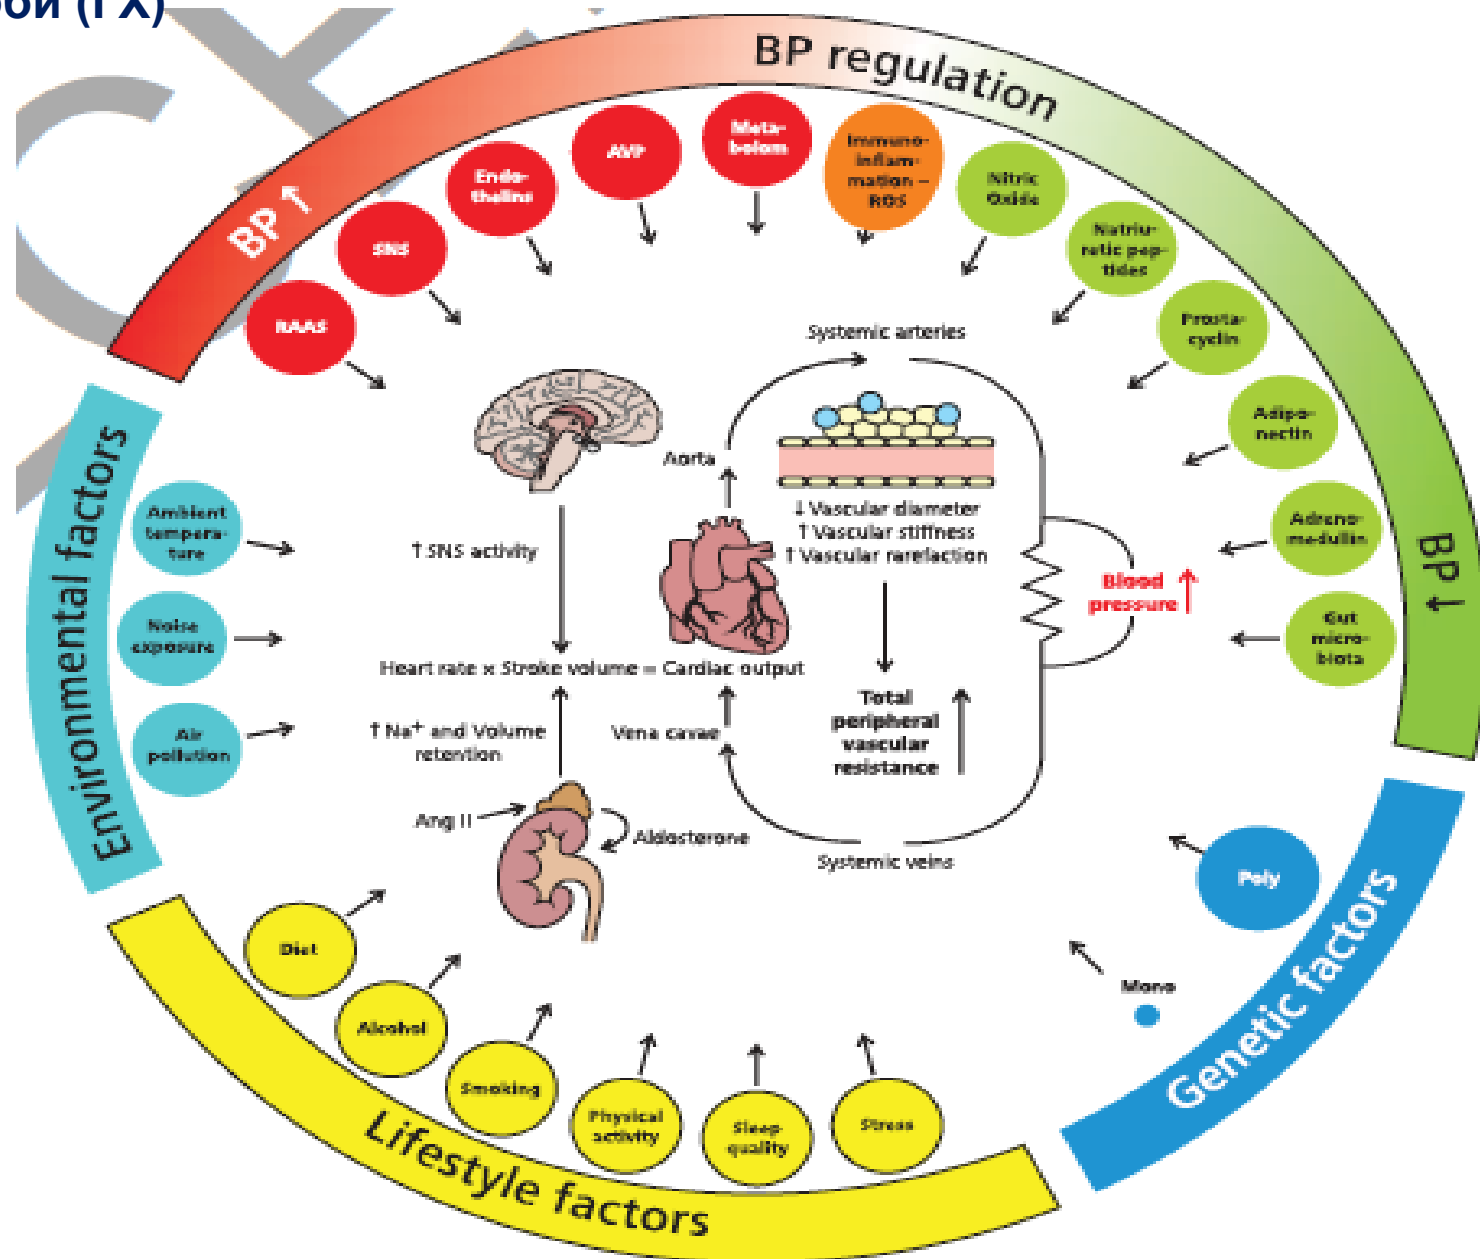 (ГХ)
BP regulation
BP ↑
BP ↓
RAAS
SNS
Endo-
thelins
AVP
Meta-
bolom
Immuno-
inflam-
mation –
ROS
Nitric
Oxide
Natriu-
retic pep-
tides
Prosta-
cyclin
Adipo-
nectin
Adreno-
medullin
Gut
micro-
biota
Environmental factors
Ambient
tempera-
ture
Noise
exposure
Air
pollution
Systemic arteries
Aorta
↓ Vascular diameter
↑ Vascular stiffness
↑ Vascular rarefaction
↑ SNS activity
Blood
pressure ↑
Heart rate x Stroke volume = Cardiac output
↑ Na⁺ and Volume
retention
Vena cavae
Total
peripheral
vascular
resistance
Ang II
Aldosterone
Systemic veins
Genetic factors
Poly
Mono
Lifestyle factors
Diet
Alcohol
Smoking
Physical
activity
Sleep
quality
Stress